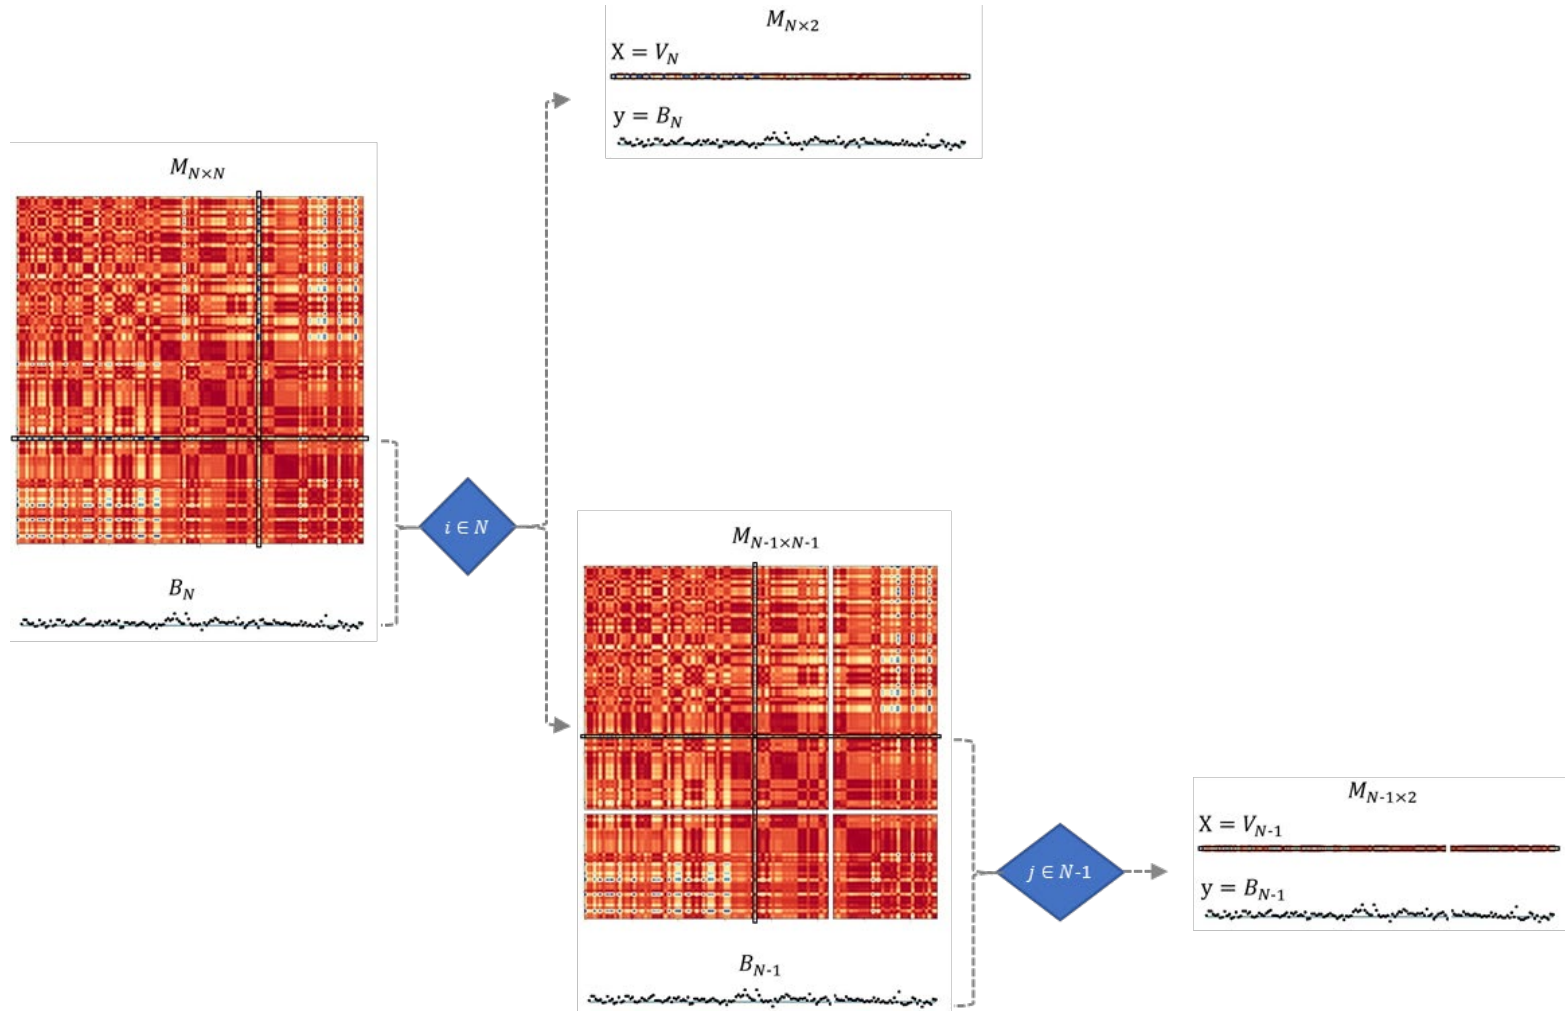 M_{N×2}
X = V_N
y = B_N
M_{N×N}
B_N
i ∈ N
M_{N-1×N-1}
B_{N-1}
j ∈ N-1
M_{N-1×2}
X = V_{N-1}
y = B_{N-1}